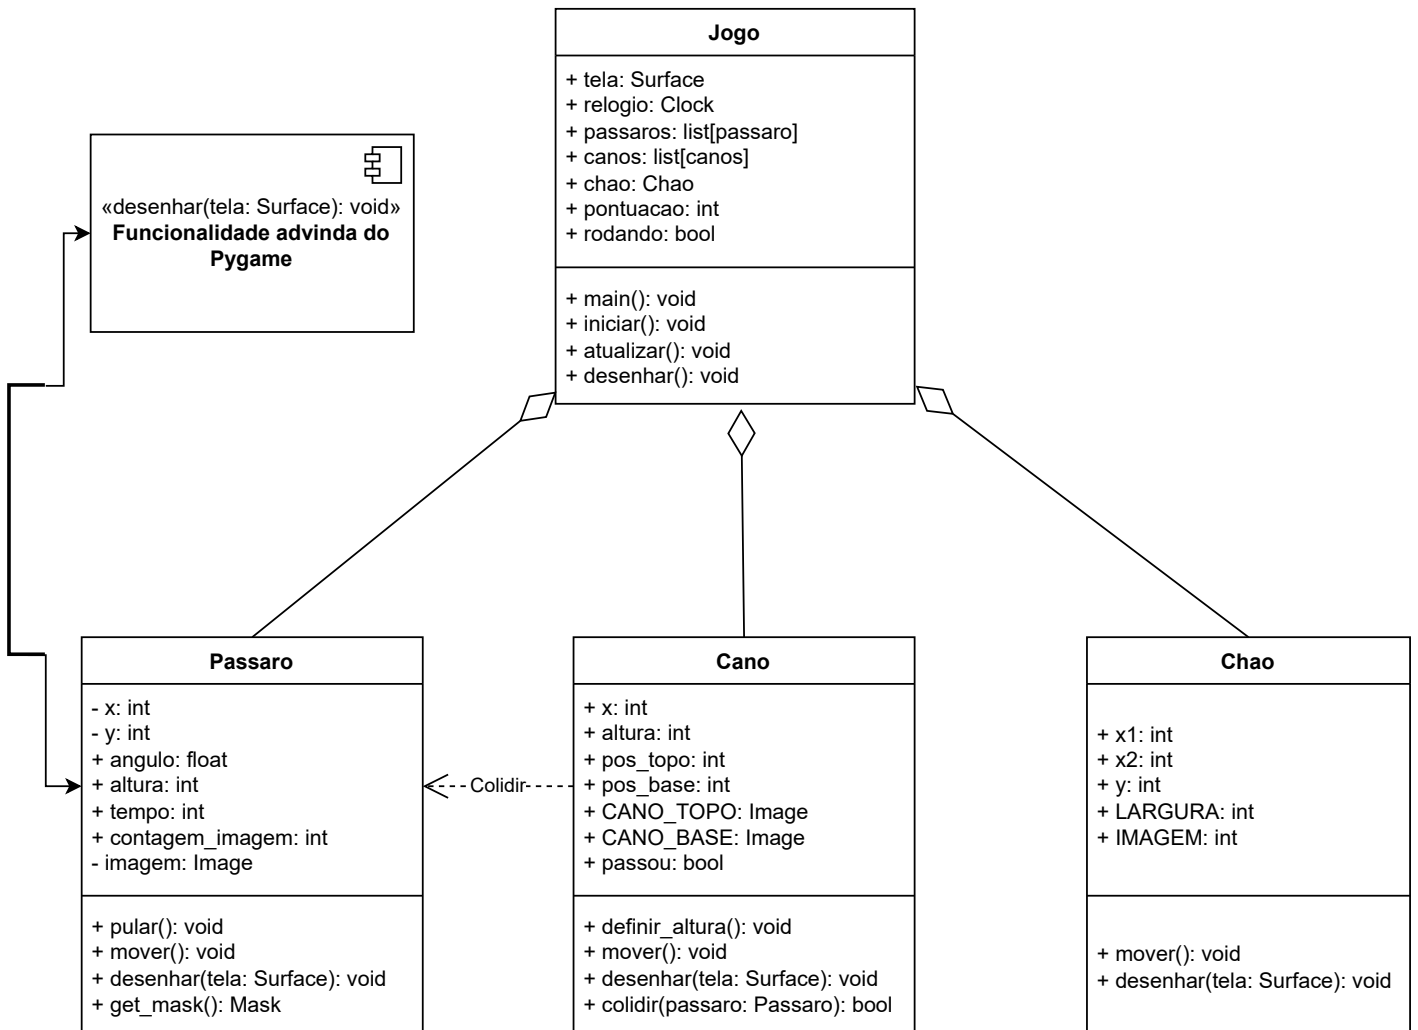 Jogo
+ tela: Surface
+ relogio: Clock
+ passaros: list[passaro]
+ canos: list[canos]
+ chao: Chao
+ pontuacao: int
+ rodando: bool
+ main(): void
+ iniciar(): void
+ atualizar(): void
+ desenhar(): void
«desenhar(tela: Surface): void»
Funcionalidade advinda do
Pygame
Passaro
- x: int
- y: int
+ angulo: float
+ altura: int
+ tempo: int
+ contagem_imagem: int
- imagem: Image
+ pular(): void
+ mover(): void
+ desenhar(tela: Surface): void
+ get_mask(): Mask
Colidir
Cano
+ x: int
+ altura: int
+ pos_topo: int
+ pos_base: int
+ CANO_TOPO: Image
+ CANO_BASE: Image
+ passou: bool
+ definir_altura(): void
+ mover(): void
+ desenhar(tela: Surface): void
+ colidir(passaro: Passaro): bool
Chao
+ x1: int
+ x2: int
+ y: int
+ LARGURA: int
+ IMAGEM: int
+ mover(): void
+ desenhar(tela: Surface): void